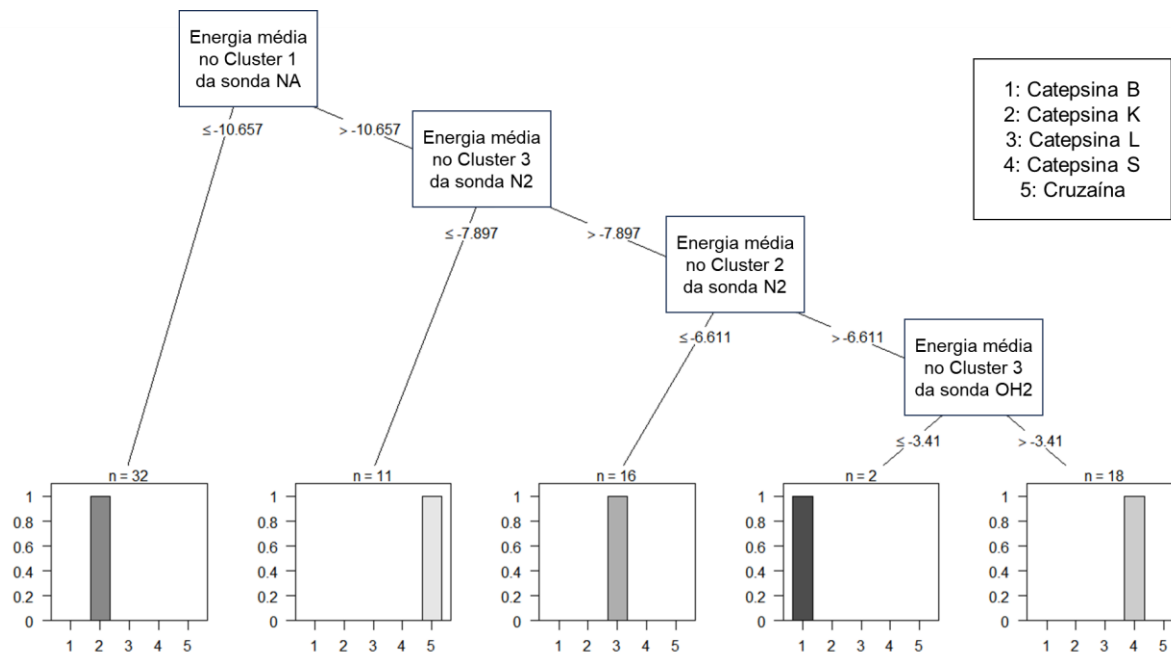 Energia média
no Cluster 1
da sonda NA
1: Catepsina B
2: Catepsina K
3: Catepsina L
4: Catepsina S
5: Cruzaína
≤ -10.657
> -10.657
Energia média
no Cluster 3
da sonda N2
≤ -7.897
> -7.897
Energia média
no Cluster 2
da sonda N2
≤ -6.611
> -6.611
Energia média
no Cluster 3
da sonda OH2
≤ -3.41
> -3.41
n = 32
n = 11
n = 16
n = 2
n = 18
1 1 1 1 1
0.8 0.8 0.8 0.8 0.8
0.6 0.6 0.6 0.6 0.6
0.4 0.4 0.4 0.4 0.4
0.2 0.2 0.2 0.2 0.2
0 0 0 0 0
1 2 3 4 5 1 2 3 4 5 1 2 3 4 5 1 2 3 4 5 1 2 3 4 5